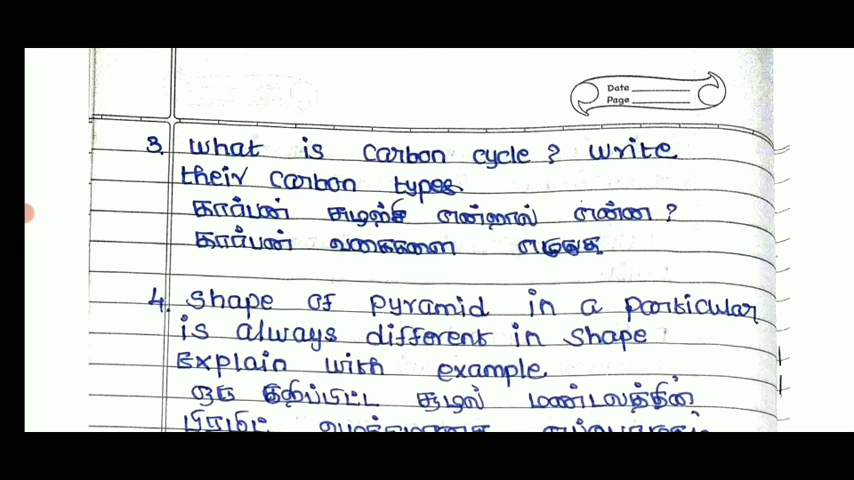 Date
Page
3. What is carbon cycle? Write
their carbon types
கார்பன் சுழற்சி என்றால் என்ன?
கார்பன் வகைகளை எழுதுக
4. Shape of pyramid in a particular
is always different in shape
Explain with example
ஒரு குறிப்பிட்ட சூழல் மண்டலத்தின்
பிரமிட்